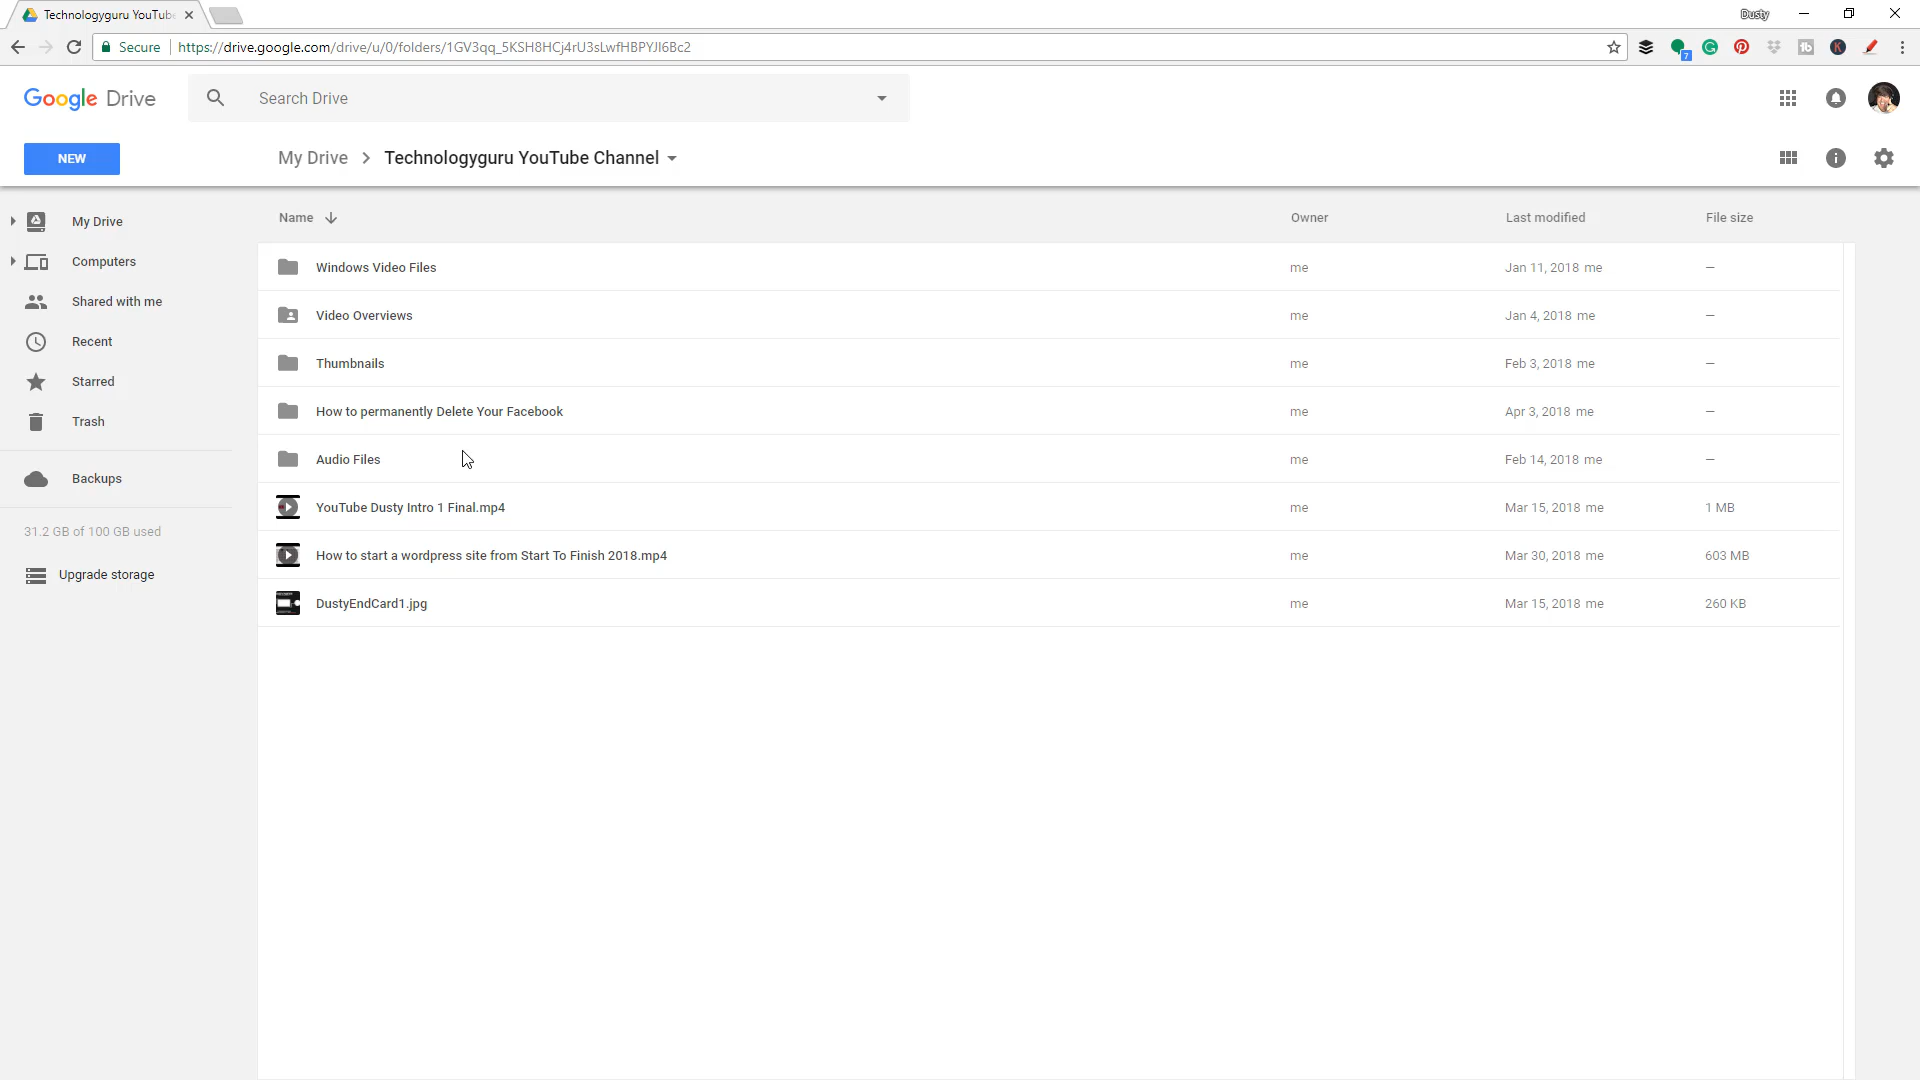 Technologyguru YouTube
Dusty
Secure https://drive.google.com/drive/u/0/folders/1GV3qq_5KSH8HCj4rU3sLwfHBPYJI6Bc2
7
Google Drive
Search Drive
NEW
My Drive > Technologyguru YouTube Channel
My Drive
Computers
Shared with me
Recent
Starred
Trash
Backups
31.2 GB of 100 GB used
Upgrade storage
Name Owner Last modified File size
Windows Video Files me Jan 11, 2018 me –
Video Overviews me Jan 4, 2018 me –
Thumbnails me Feb 3, 2018 me –
How to permanently Delete Your Facebook me Apr 3, 2018 me –
Audio Files me Feb 14, 2018 me –
YouTube Dusty Intro 1 Final.mp4 me Mar 15, 2018 me 1 MB
How to start a wordpress site from Start To Finish 2018.mp4 me Mar 30, 2018 me 603 MB
DustyEndCard1.jpg me Mar 15, 2018 me 260 KB